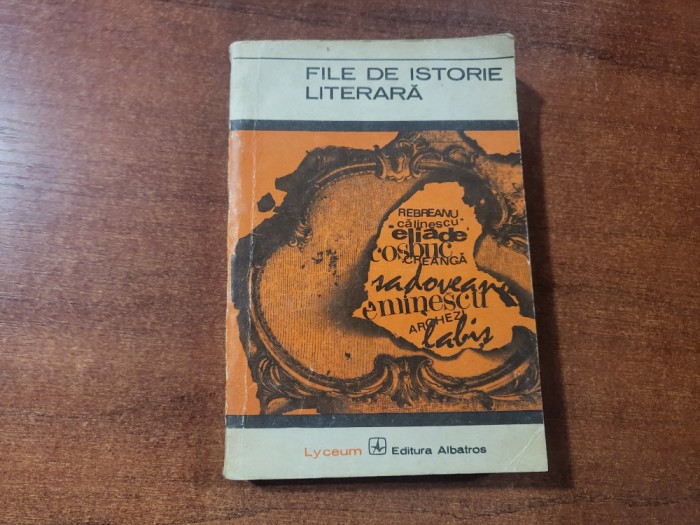 FILE DE ISTORIE
LITERARĂ
REBREANU
călinescu
eliade
coșbuc
CREANGĂ
sadoveanu
eminescu
ARGHEZI
labiș
Lyceum Editura Albatros